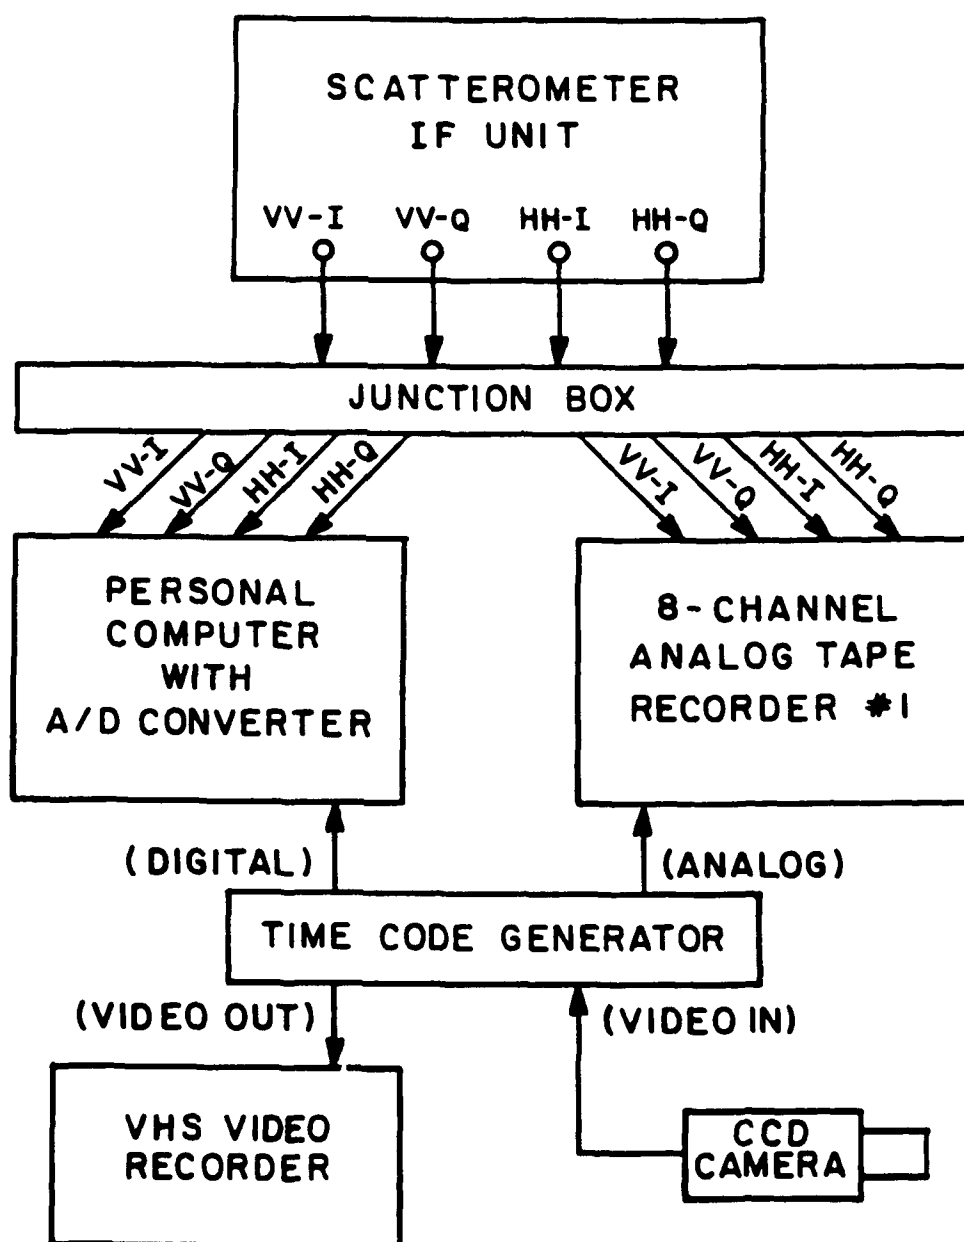 SCATTEROMETER
IF UNIT
VV-I VV-Q HH-I HH-Q
JUNCTION BOX
VV-I VV-Q HH-I HH-Q VV-I VV-Q HH-I HH-Q
PERSONAL
COMPUTER
WITH
A/D CONVERTER
8-CHANNEL
ANALOG TAPE
RECORDER #1
(DIGITAL) (ANALOG)
TIME CODE GENERATOR
(VIDEO OUT) (VIDEO IN)
VHS VIDEO
RECORDER
CCD
CAMERA